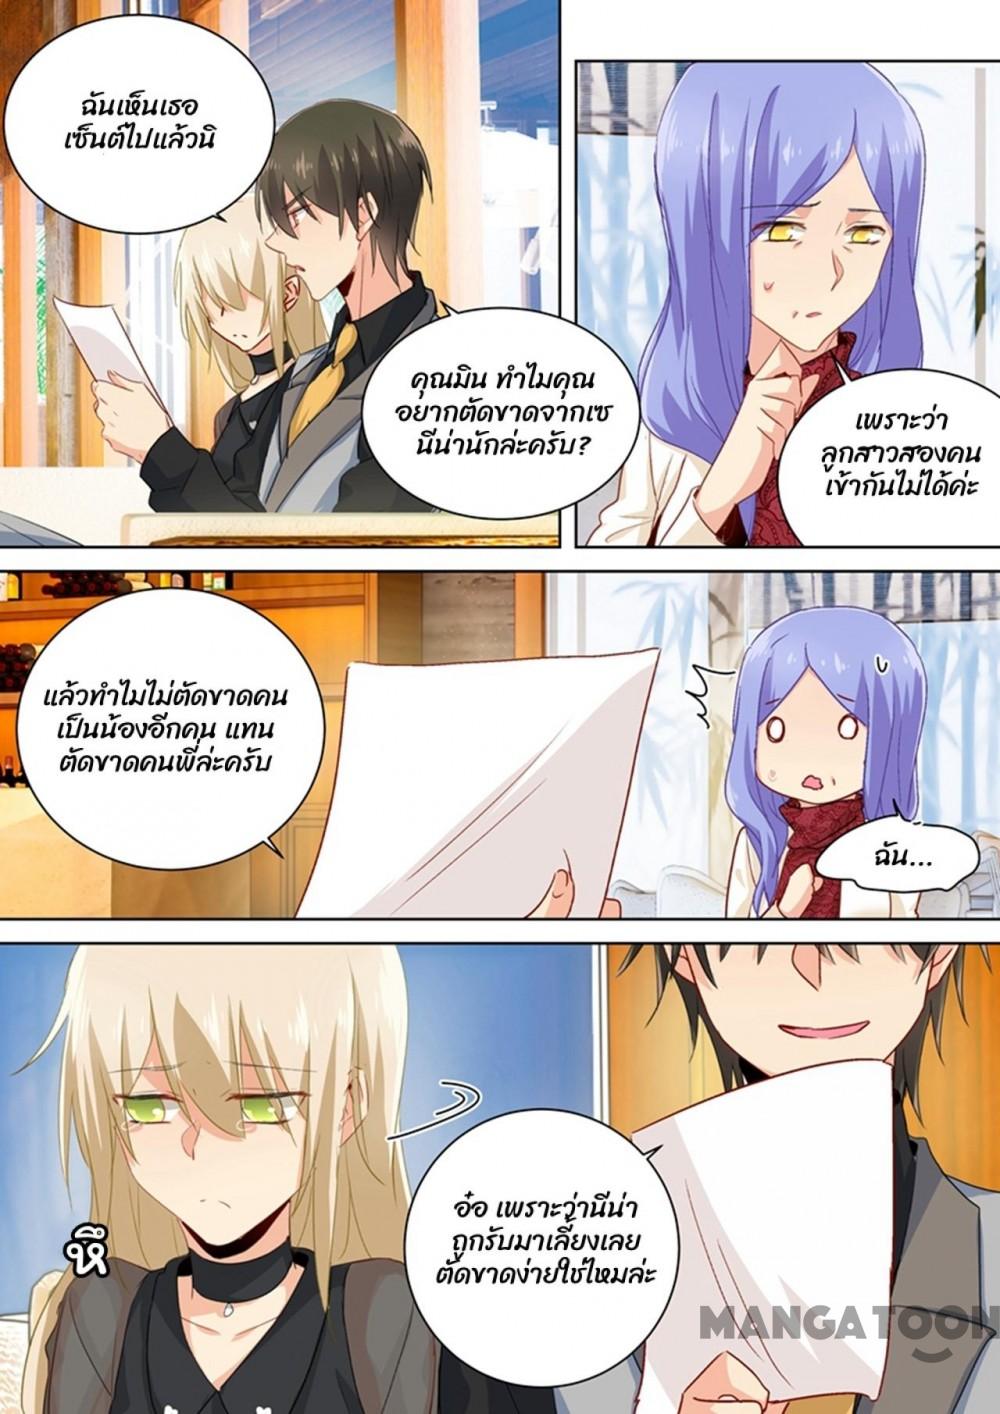 ฉันเห็นเธอ
เซ็นต์ไปแล้วนิ
คุณมิน ทำไมคุณ
อยากตัดขาดจากเซ
นีน่านักล่ะครับ?
เพราะว่า
ลูกสาวสองคน
เข้ากันไม่ได้ค่ะ
แล้วทำไมไม่ตัดขาดคน
เป็นน้องอีกคน แทน
ตัดขาดคนพี่ล่ะครับ
ฉัน...
หึ
อ๋อ เพราะว่านีน่า
ถูกรับมาเลี้ยงเลย
ตัดขาดง่ายใช่ไหมล่ะ
MANGATOON